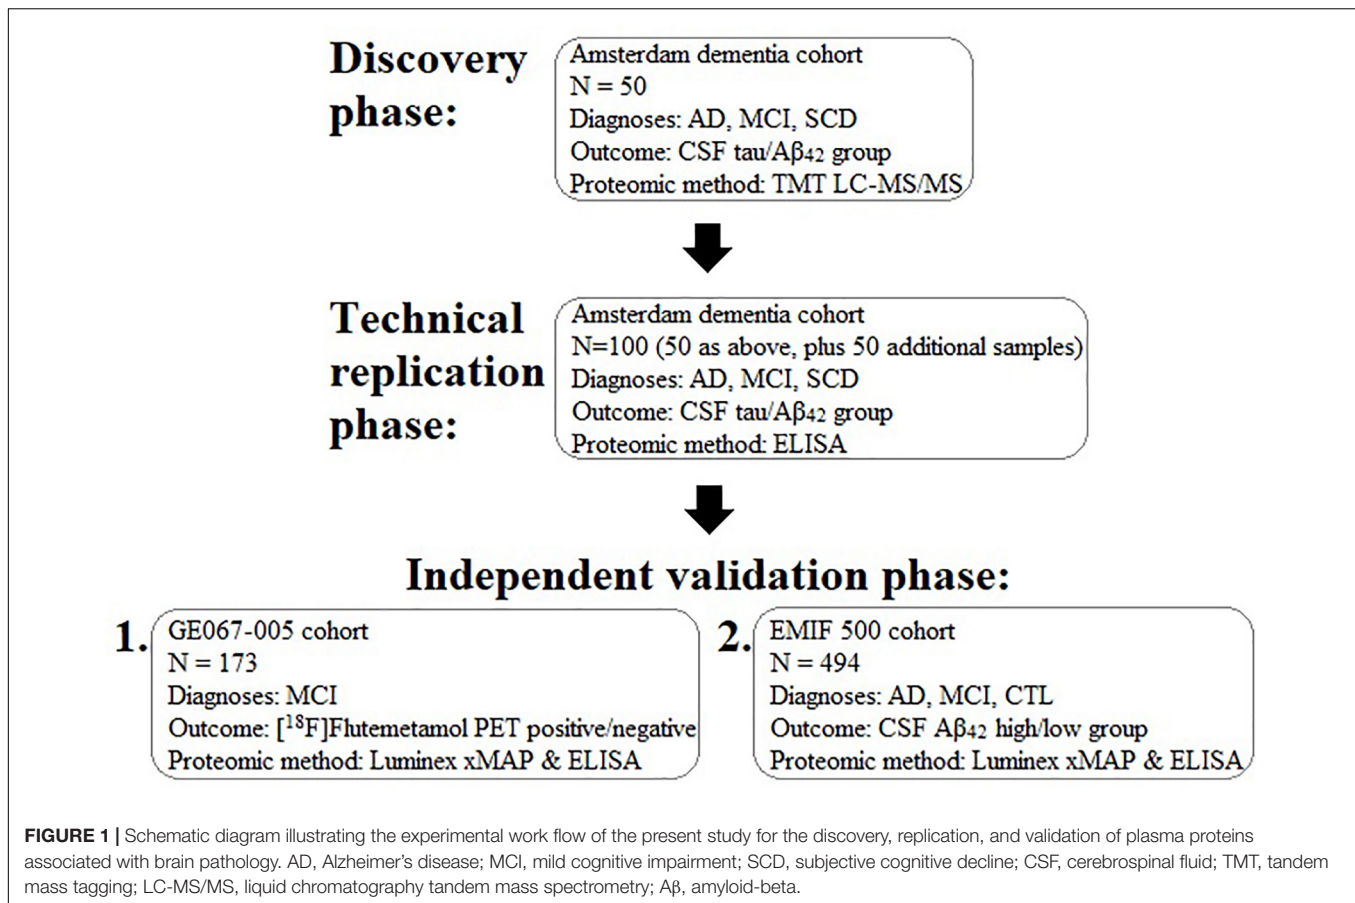 Discovery
phase:
Amsterdam dementia cohort
N = 50
Diagnoses: AD, MCI, SCD
Outcome: CSF tau/Aβ₄₂ group
Proteomic method: TMT LC-MS/MS
Technical
replication
phase:
Amsterdam dementia cohort
N=100 (50 as above, plus 50 additional samples)
Diagnoses: AD, MCI, SCD
Outcome: CSF tau/Aβ₄₂ group
Proteomic method: ELISA
Independent validation phase:
1.
GE067-005 cohort
N = 173
Diagnoses: MCI
Outcome: [¹⁸F]Flutemetamol PET positive/negative
Proteomic method: Luminex xMAP & ELISA
2.
EMIF 500 cohort
N = 494
Diagnoses: AD, MCI, CTL
Outcome: CSF Aβ₄₂ high/low group
Proteomic method: Luminex xMAP & ELISA
FIGURE 1 | Schematic diagram illustrating the experimental work flow of the present study for the discovery, replication, and validation of plasma proteins
associated with brain pathology. AD, Alzheimer's disease; MCI, mild cognitive impairment; SCD, subjective cognitive decline; CSF, cerebrospinal fluid; TMT, tandem
mass tagging; LC-MS/MS, liquid chromatography tandem mass spectrometry; Aβ, amyloid-beta.